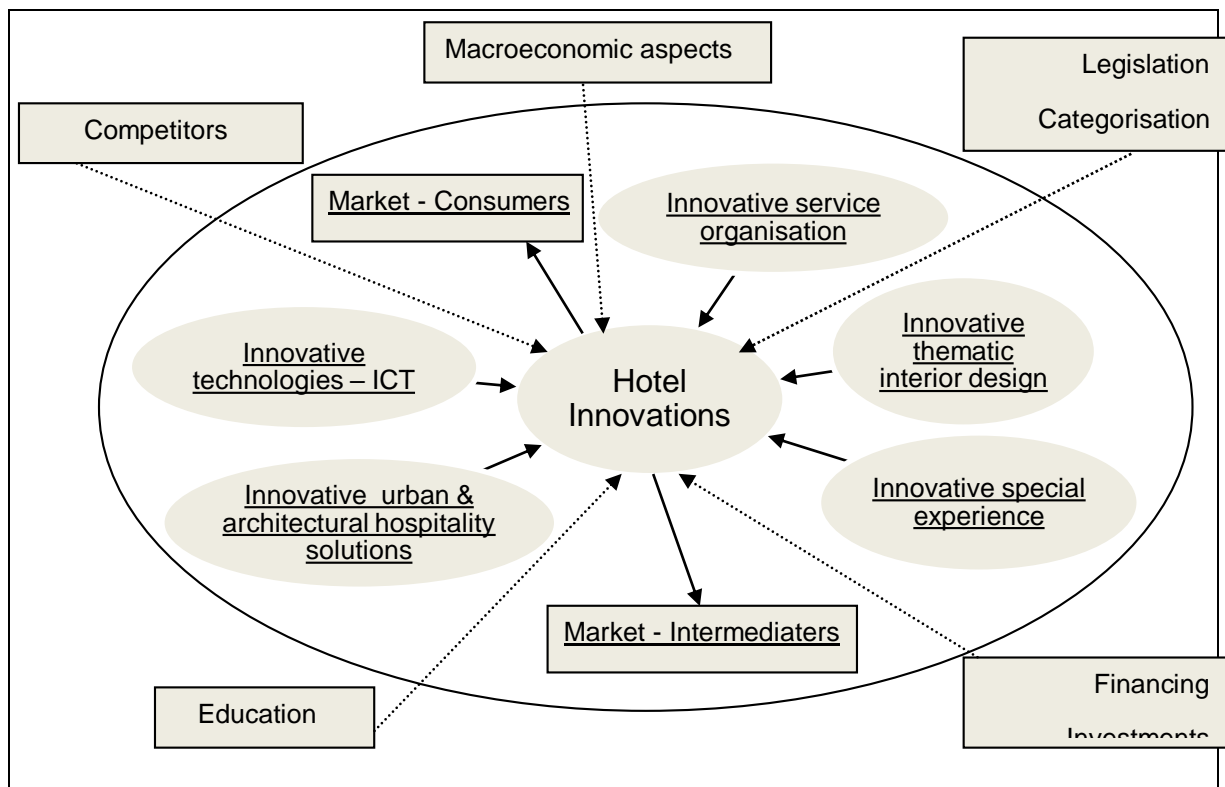 Macroeconomic aspects
Legislation
Categorisation
Competitors
Market - Consumers
Innovative service
organisation
Innovative
technologies – ICT
Hotel
Innovations
Innovative
thematic
interior design
Innovative urban &
architectural hospitality
solutions
Innovative special
experience
Market - Intermediaters
Education
Financing
Investments